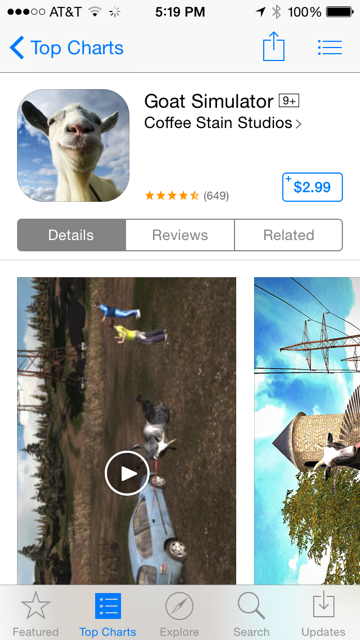 AT&T 5:19 PM 100%
Top Charts
Goat Simulator 9+
Coffee Stain Studios
(649)
+ $2.99
Details Reviews Related
Featured Top Charts Explore Search Updates